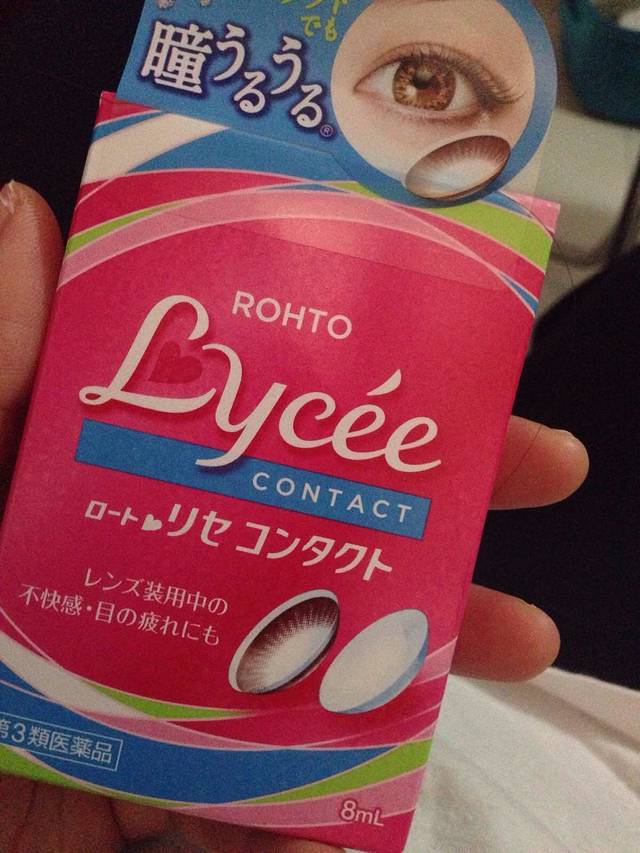 でも
瞳うるうる®
ROHTO
Lycée
CONTACT
ロートリセ コンタクト
レンズ装用中の
不快感・目の疲れにも
第3類医薬品
8mL